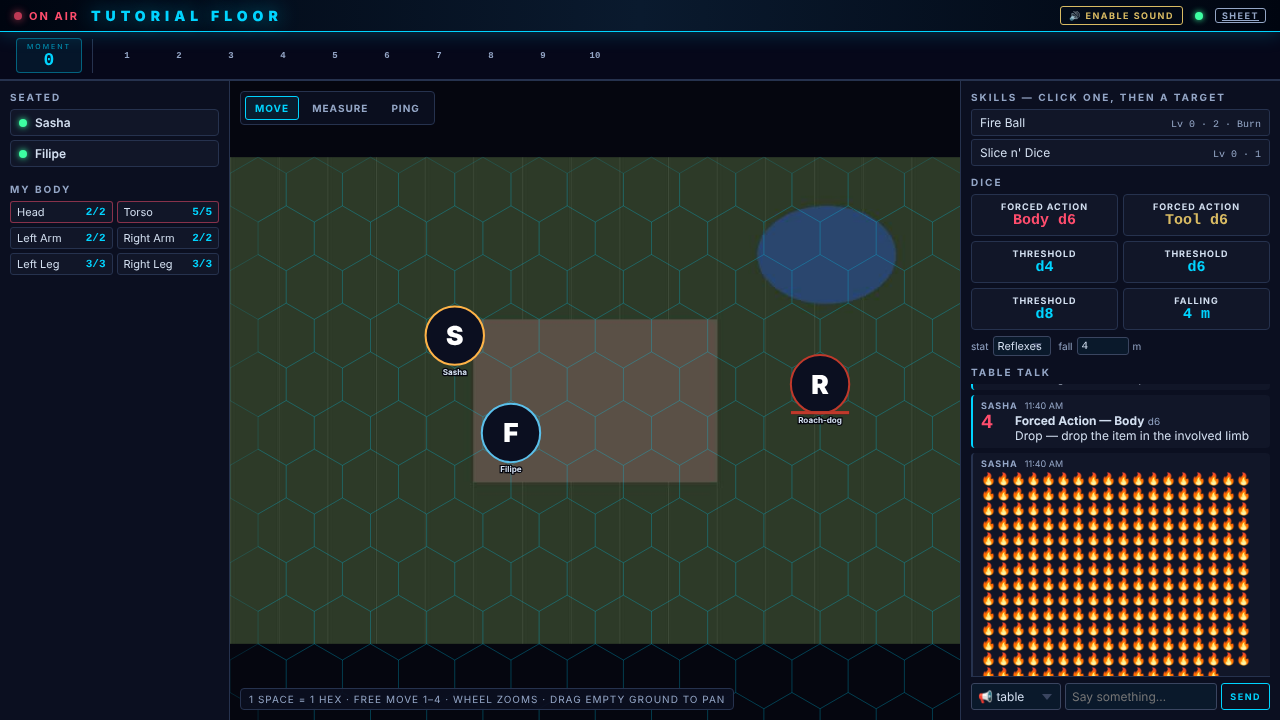 ON AIR TUTORIAL FLOOR
🔊 ENABLE SOUND SHEET
MOMENT
0
1 2 3 4 5 6 7 8 9 10
SEATED
Sasha
Filipe
MY BODY
Head 2/2 Torso 5/5
Left Arm 2/2 Right Arm 2/2
Left Leg 3/3 Right Leg 3/3
MOVE MEASURE PING
S
Sasha
F
Filipe
R
Roach-dog
1 SPACE = 1 HEX · FREE MOVE 1–4 · WHEEL ZOOMS · DRAG EMPTY GROUND TO PAN
SKILLS — CLICK ONE, THEN A TARGET
Fire Ball Lv 0 · 2 · Burn
Slice n' Dice Lv 0 · 1
DICE
FORCED ACTION FORCED ACTION
Body d6 Tool d6
THRESHOLD THRESHOLD
d4 d6
THRESHOLD FALLING
d8 4 m
stat Reflexes fall 4 m
TABLE TALK
SASHA 11:40 AM
4 Forced Action — Body d6
Drop — drop the item in the involved limb
SASHA 11:40 AM
📢 table Say something... SEND